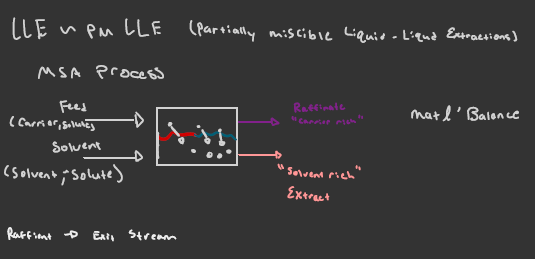 LLE n pm LLE (Partially miscible Liquid - Liquid Extractions)
MSA Process
Feed
(Carrier, Solute)
Solvent
(Solvent, - Solute)
Raffinate
"Carrier rich"
"Solvent rich"
Extract
mat l' Balance
Raffint → Exit Stream